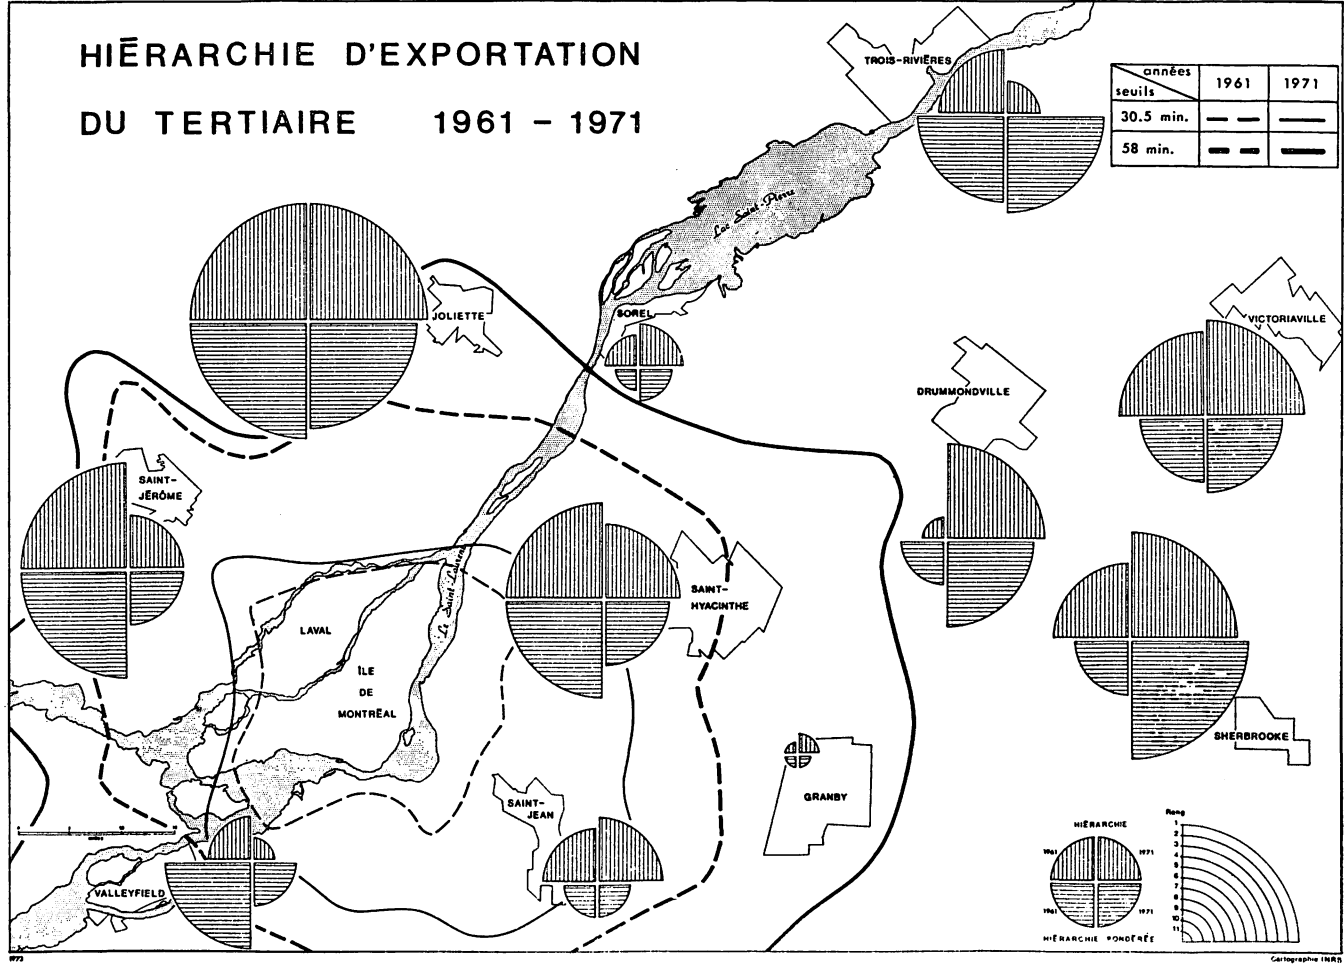 HIÉRARCHIE D'EXPORTATION
DU TERTIAIRE 1961 – 1971
années
seuils
1961
1971
30.5 min.
58 min.
TROIS-RIVIÈRES
Lac Saint-Pierre
JOLIETTE
SOREL
VICTORIAVILLE
DRUMMONDVILLE
SAINT-
JÉRÔME
Le Saint-Laurent
SAINT-
HYACINTHE
LAVAL
ÎLE
DE
MONTRÉAL
SHERBROOKE
GRANBY
SAINT-
JEAN
VALLEYFIELD
HIÉRARCHIE
1961
1971
1961
1971
HIÉRARCHIE PONDÉRÉE
Rang
1
2
3
4
5
6
7
8
9
10
11
Cartographie INRS